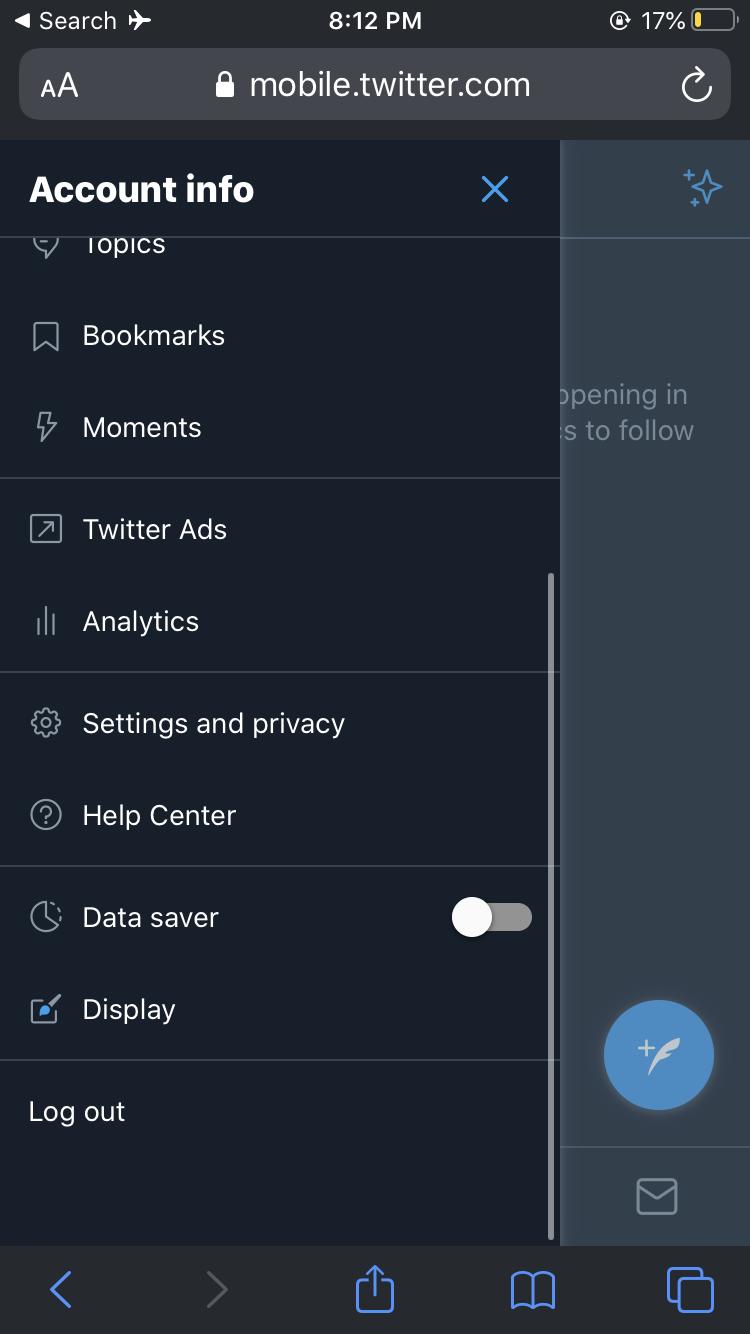 Search
8:12 PM
17%
AA
mobile.twitter.com
Account info
Topics
Bookmarks
Moments
Twitter Ads
Analytics
Settings and privacy
Help Center
Data saver
Display
Log out
ppening in
cs to follow